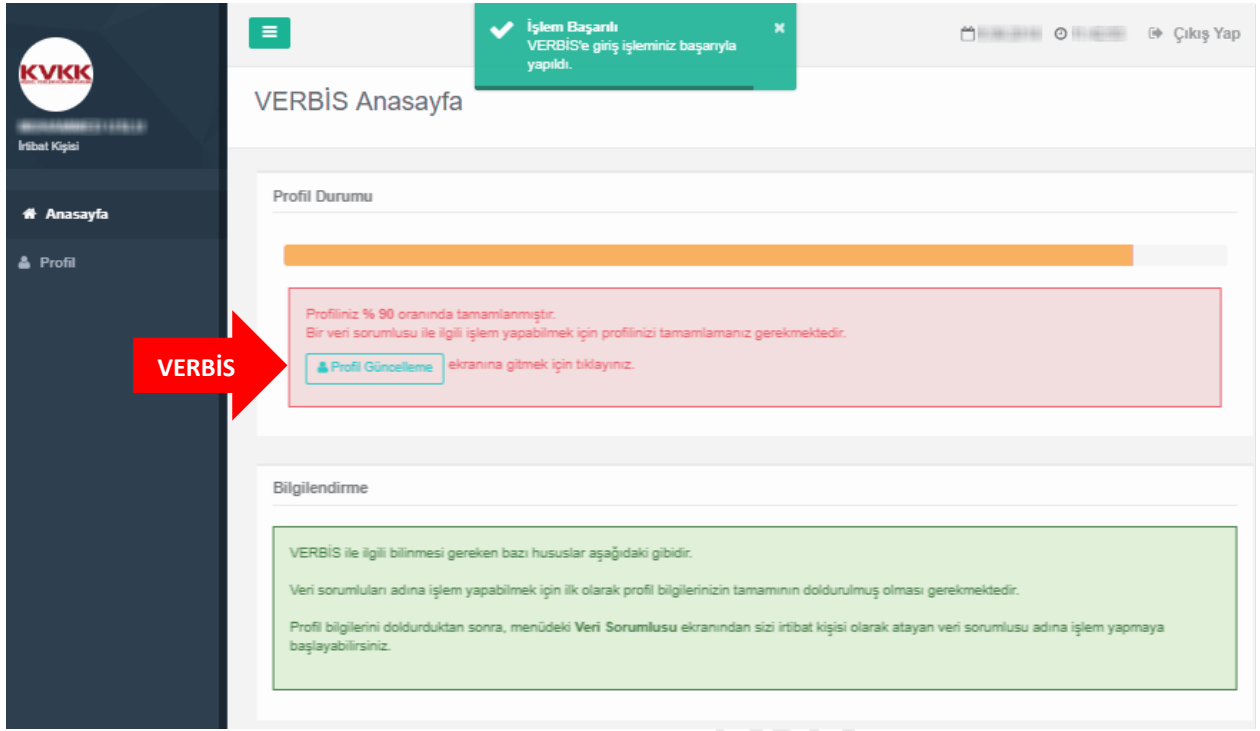 KVKK
İrtibat Kişisi
Anasayfa
Profil
İşlem Başarılı
VERBİS'e giriş işleminiz başarıyla
yapıldı.
Çıkış Yap
VERBİS Anasayfa
Profil Durumu
Profiliniz % 90 oranında tamamlanmıştır.
Bir veri sorumlusu ile ilgili işlem yapabilmek için profilinizi tamamlamanız gerekmektedir.
VERBİS
Profil Güncelleme ekranına gitmek için tıklayınız.
Bilgilendirme
VERBİS ile ilgili bilinmesi gereken bazı hususlar aşağıdaki gibidir.
Veri sorumluları adına işlem yapabilmek için ilk olarak profil bilgilerinizin tamamının doldurulmuş olması gerekmektedir.
Profil bilgilerini doldurduktan sonra, menüdeki Veri Sorumlusu ekranından sizi irtibat kişisi olarak atayan veri sorumlusu adına işlem yapmaya
başlayabilirsiniz.